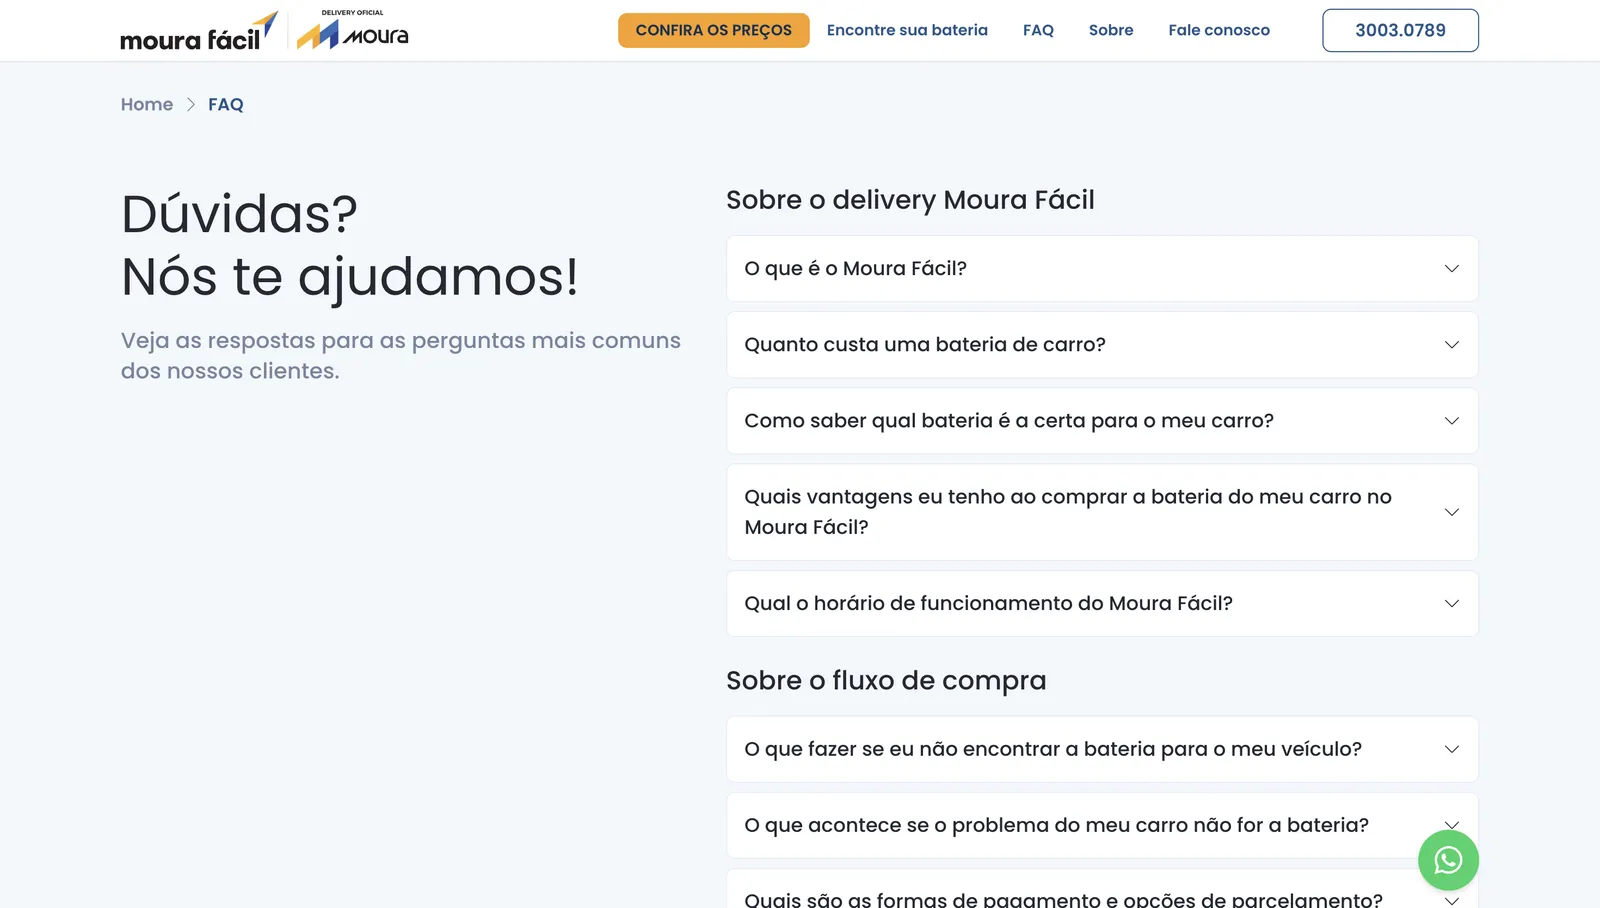 moura fácil
DELIVERY OFICIAL
Moura
CONFIRA OS PREÇOS
Encontre sua bateria
FAQ
Sobre
Fale conosco
3003.0789
Home
FAQ
Dúvidas?
Nós te ajudamos!
Veja as respostas para as perguntas mais comuns
dos nossos clientes.
Sobre o delivery Moura Fácil
O que é o Moura Fácil?
Quanto custa uma bateria de carro?
Como saber qual bateria é a certa para o meu carro?
Quais vantagens eu tenho ao comprar a bateria do meu carro no
Moura Fácil?
Qual o horário de funcionamento do Moura Fácil?
Sobre o fluxo de compra
O que fazer se eu não encontrar a bateria para o meu veículo?
O que acontece se o problema do meu carro não for a bateria?
Quais são as formas de pagamento e opções de parcelamento?